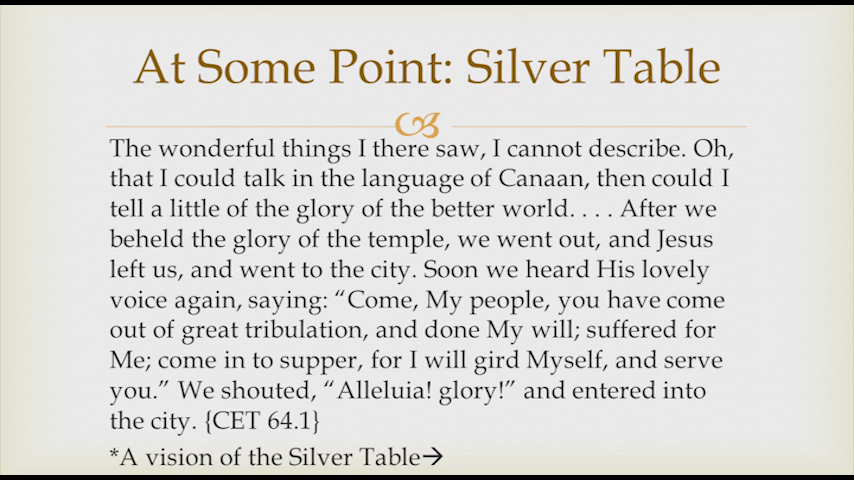 At Some Point: Silver Table
The wonderful things I there saw, I cannot describe. Oh,
that I could talk in the language of Canaan, then could I
tell a little of the glory of the better world. . . . After we
beheld the glory of the temple, we went out, and Jesus
left us, and went to the city. Soon we heard His lovely
voice again, saying: “Come, My people, you have come
out of great tribulation, and done My will; suffered for
Me; come in to supper, for I will gird Myself, and serve
you.” We shouted, “Alleluia! glory!” and entered into
the city. {CET 64.1}
*A vision of the Silver Table→